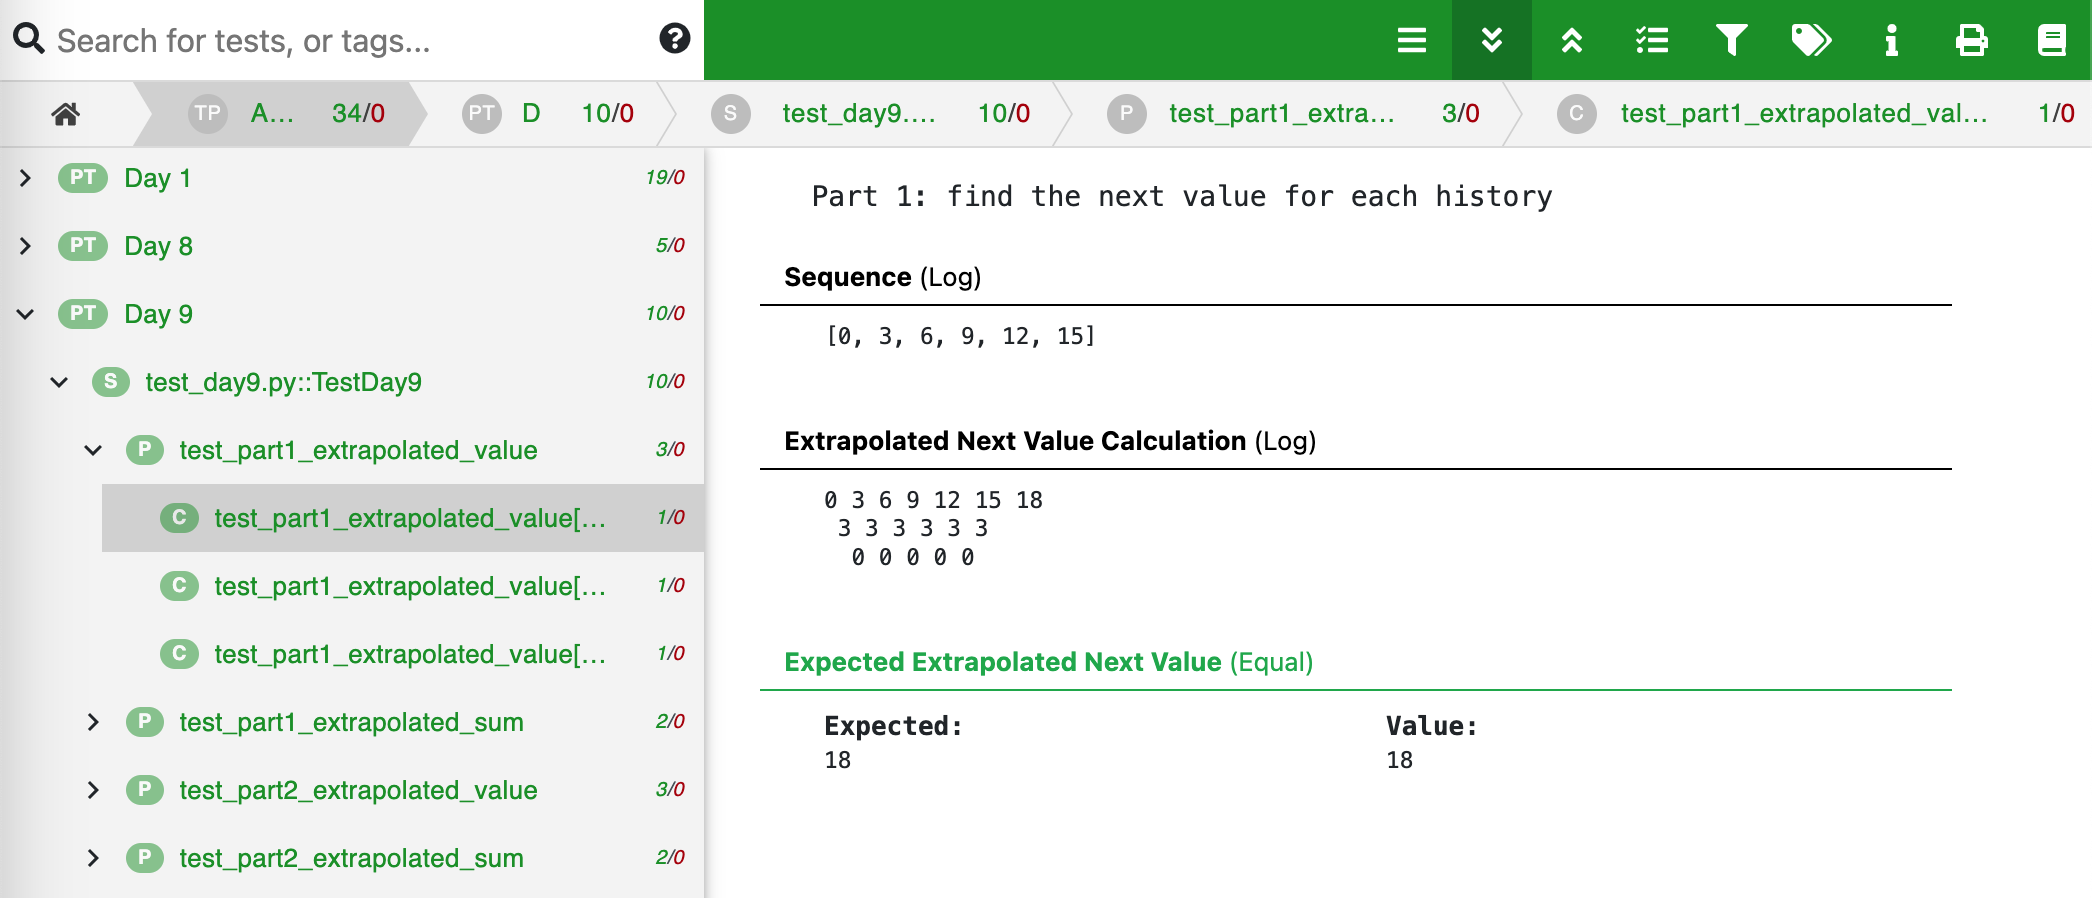 Search for tests, or tags...
TP A... 34/0 PT D 10/0 S test_day9.... 10/0 P test_part1_extra... 3/0 C test_part1_extrapolated_val... 1/0
PT Day 1 19/0
PT Day 8 5/0
PT Day 9 10/0
S test_day9.py::TestDay9 10/0
P test_part1_extrapolated_value 3/0
C test_part1_extrapolated_value[... 1/0
C test_part1_extrapolated_value[... 1/0
C test_part1_extrapolated_value[... 1/0
P test_part1_extrapolated_sum 2/0
P test_part2_extrapolated_value 3/0
P test_part2_extrapolated_sum 2/0
Part 1: find the next value for each history
Sequence (Log)
[0, 3, 6, 9, 12, 15]
Extrapolated Next Value Calculation (Log)
0 3 6 9 12 15 18
3 3 3 3 3 3
0 0 0 0 0
Expected Extrapolated Next Value (Equal)
Expected: Value:
18 18